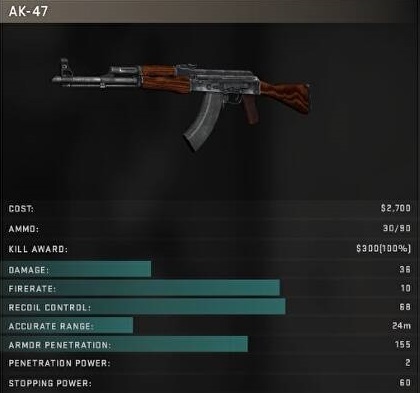 AK-47
COST: $2,700
AMMO: 30/90
KILL AWARD: $300(100%)
DAMAGE: 36
FIRERATE: 10
RECOIL CONTROL: 68
ACCURATE RANGE: 24m
ARMOR PENETRATION: 155
PENETRATION POWER: 2
STOPPING POWER: 60